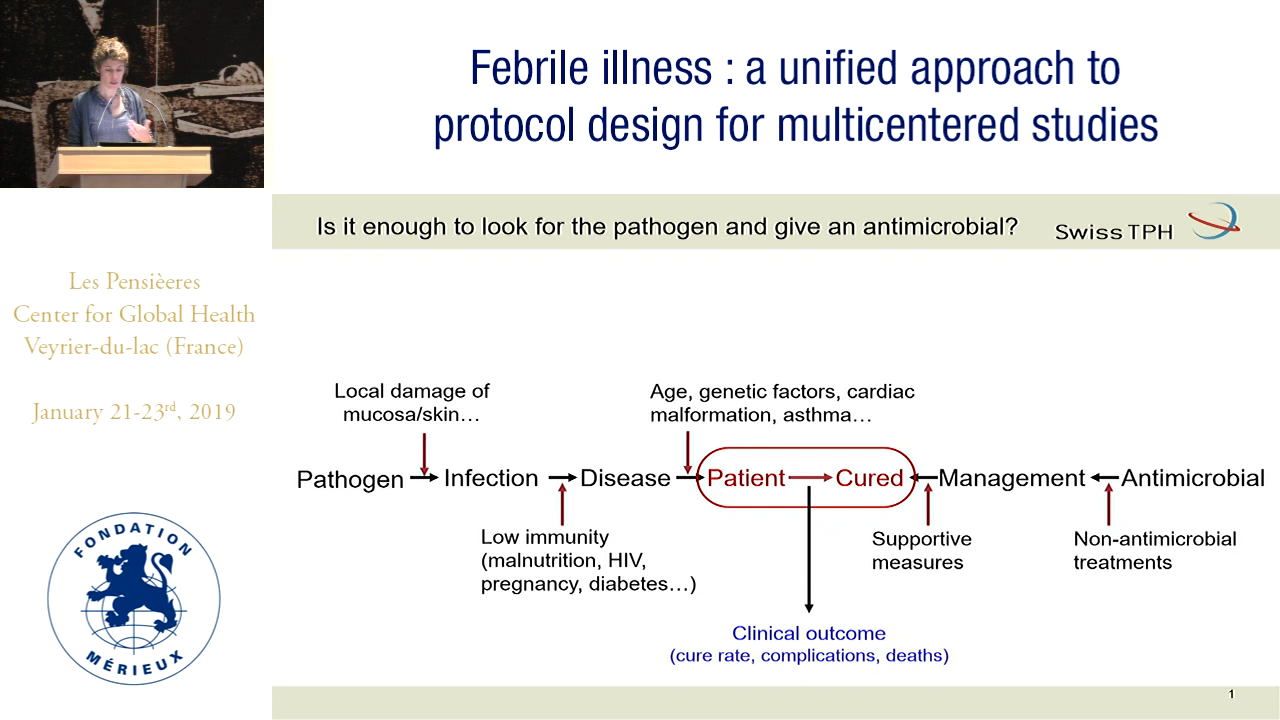 Febrile illness : a unified approach to
protocol design for multicentered studies
Is it enough to look for the pathogen and give an antimicrobial?
Swiss TPH
Les Pensièeres
Center for Global Health
Veyrier-du-lac (France)
January 21-23rd, 2019
FONDATION
MÉRIEUX
Local damage of
mucosa/skin…
Age, genetic factors, cardiac
malformation, asthma…
Pathogen Infection Disease Patient Cured Management Antimicrobial
Low immunity
(malnutrition, HIV,
pregnancy, diabetes…)
Supportive
measures
Non-antimicrobial
treatments
Clinical outcome
(cure rate, complications, deaths)
1